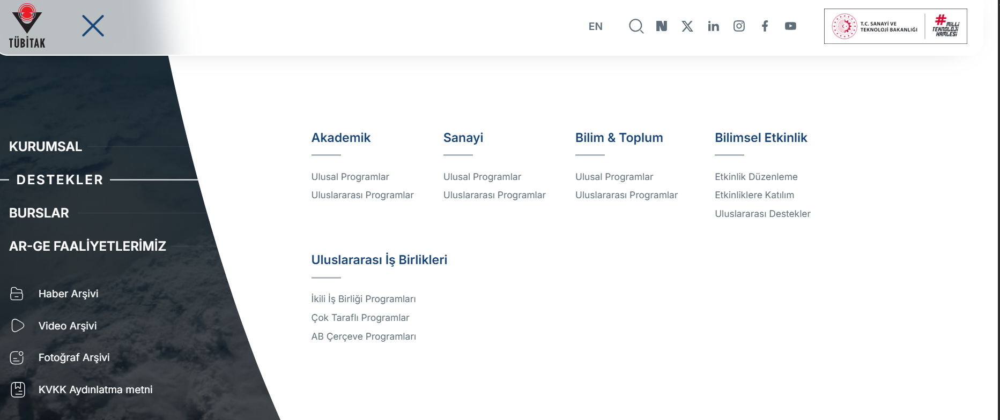 TÜBİTAK
EN
T.C. SANAYİ VE
TEKNOLOJİ BAKANLIĞI
#MİLLİ
TEKNOLOJİ
HAMLESİ
KURUMSAL
DESTEKLER
BURSLAR
AR-GE FAALİYETLERİMİZ
Haber Arşivi
Video Arşivi
Fotoğraf Arşivi
KVKK Aydınlatma metni
Akademik
Ulusal Programlar
Uluslararası Programlar
Sanayi
Ulusal Programlar
Uluslararası Programlar
Bilim & Toplum
Ulusal Programlar
Uluslararası Programlar
Bilimsel Etkinlik
Etkinlik Düzenleme
Etkinliklere Katılım
Uluslararası Destekler
Uluslararası İş Birlikleri
İkili İş Birliği Programları
Çok Taraflı Programlar
AB Çerçeve Programları